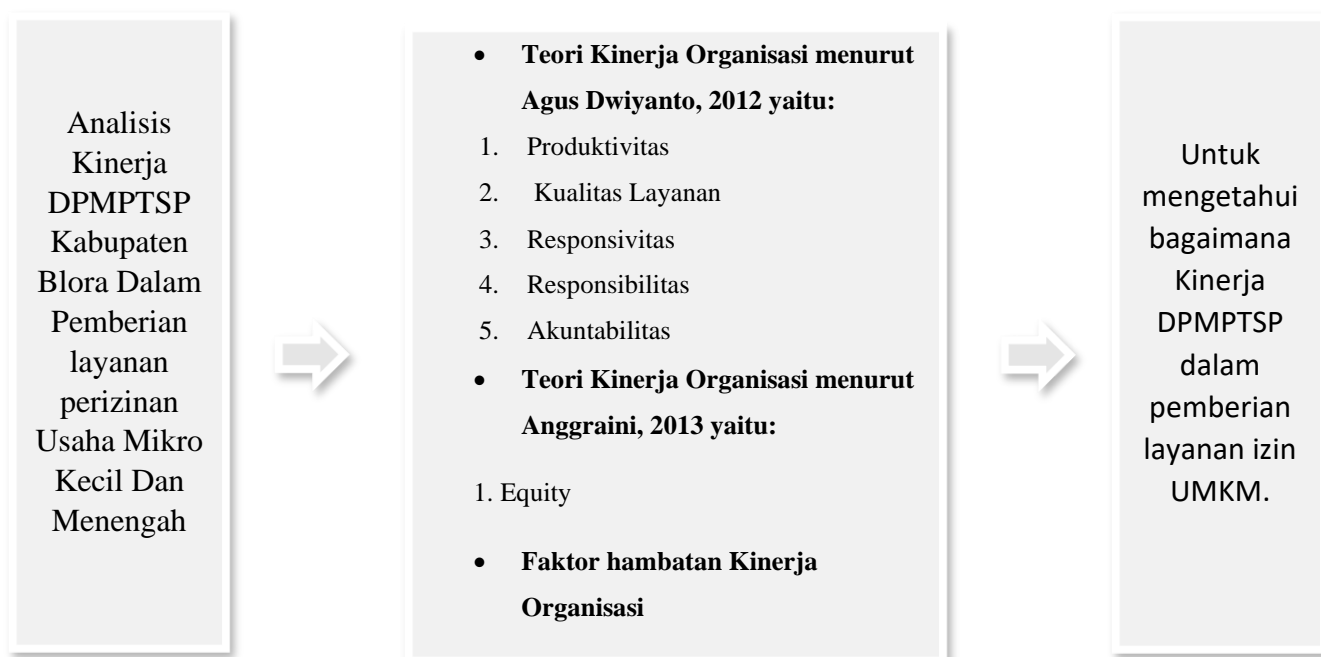 Analisis
Kinerja
DPMPTSP
Kabupaten
Blora Dalam
Pemberian
layanan
perizinan
Usaha Mikro
Kecil Dan
Menengah
• Teori Kinerja Organisasi menurut
Agus Dwiyanto, 2012 yaitu:
1. Produktivitas
2. Kualitas Layanan
3. Responsivitas
4. Responsibilitas
5. Akuntabilitas
• Teori Kinerja Organisasi menurut
Anggraini, 2013 yaitu:
1. Equity
• Faktor hambatan Kinerja
Organisasi
Untuk
mengetahui
bagaimana
Kinerja
DPMPTSP
dalam
pemberian
layanan izin
UMKM.